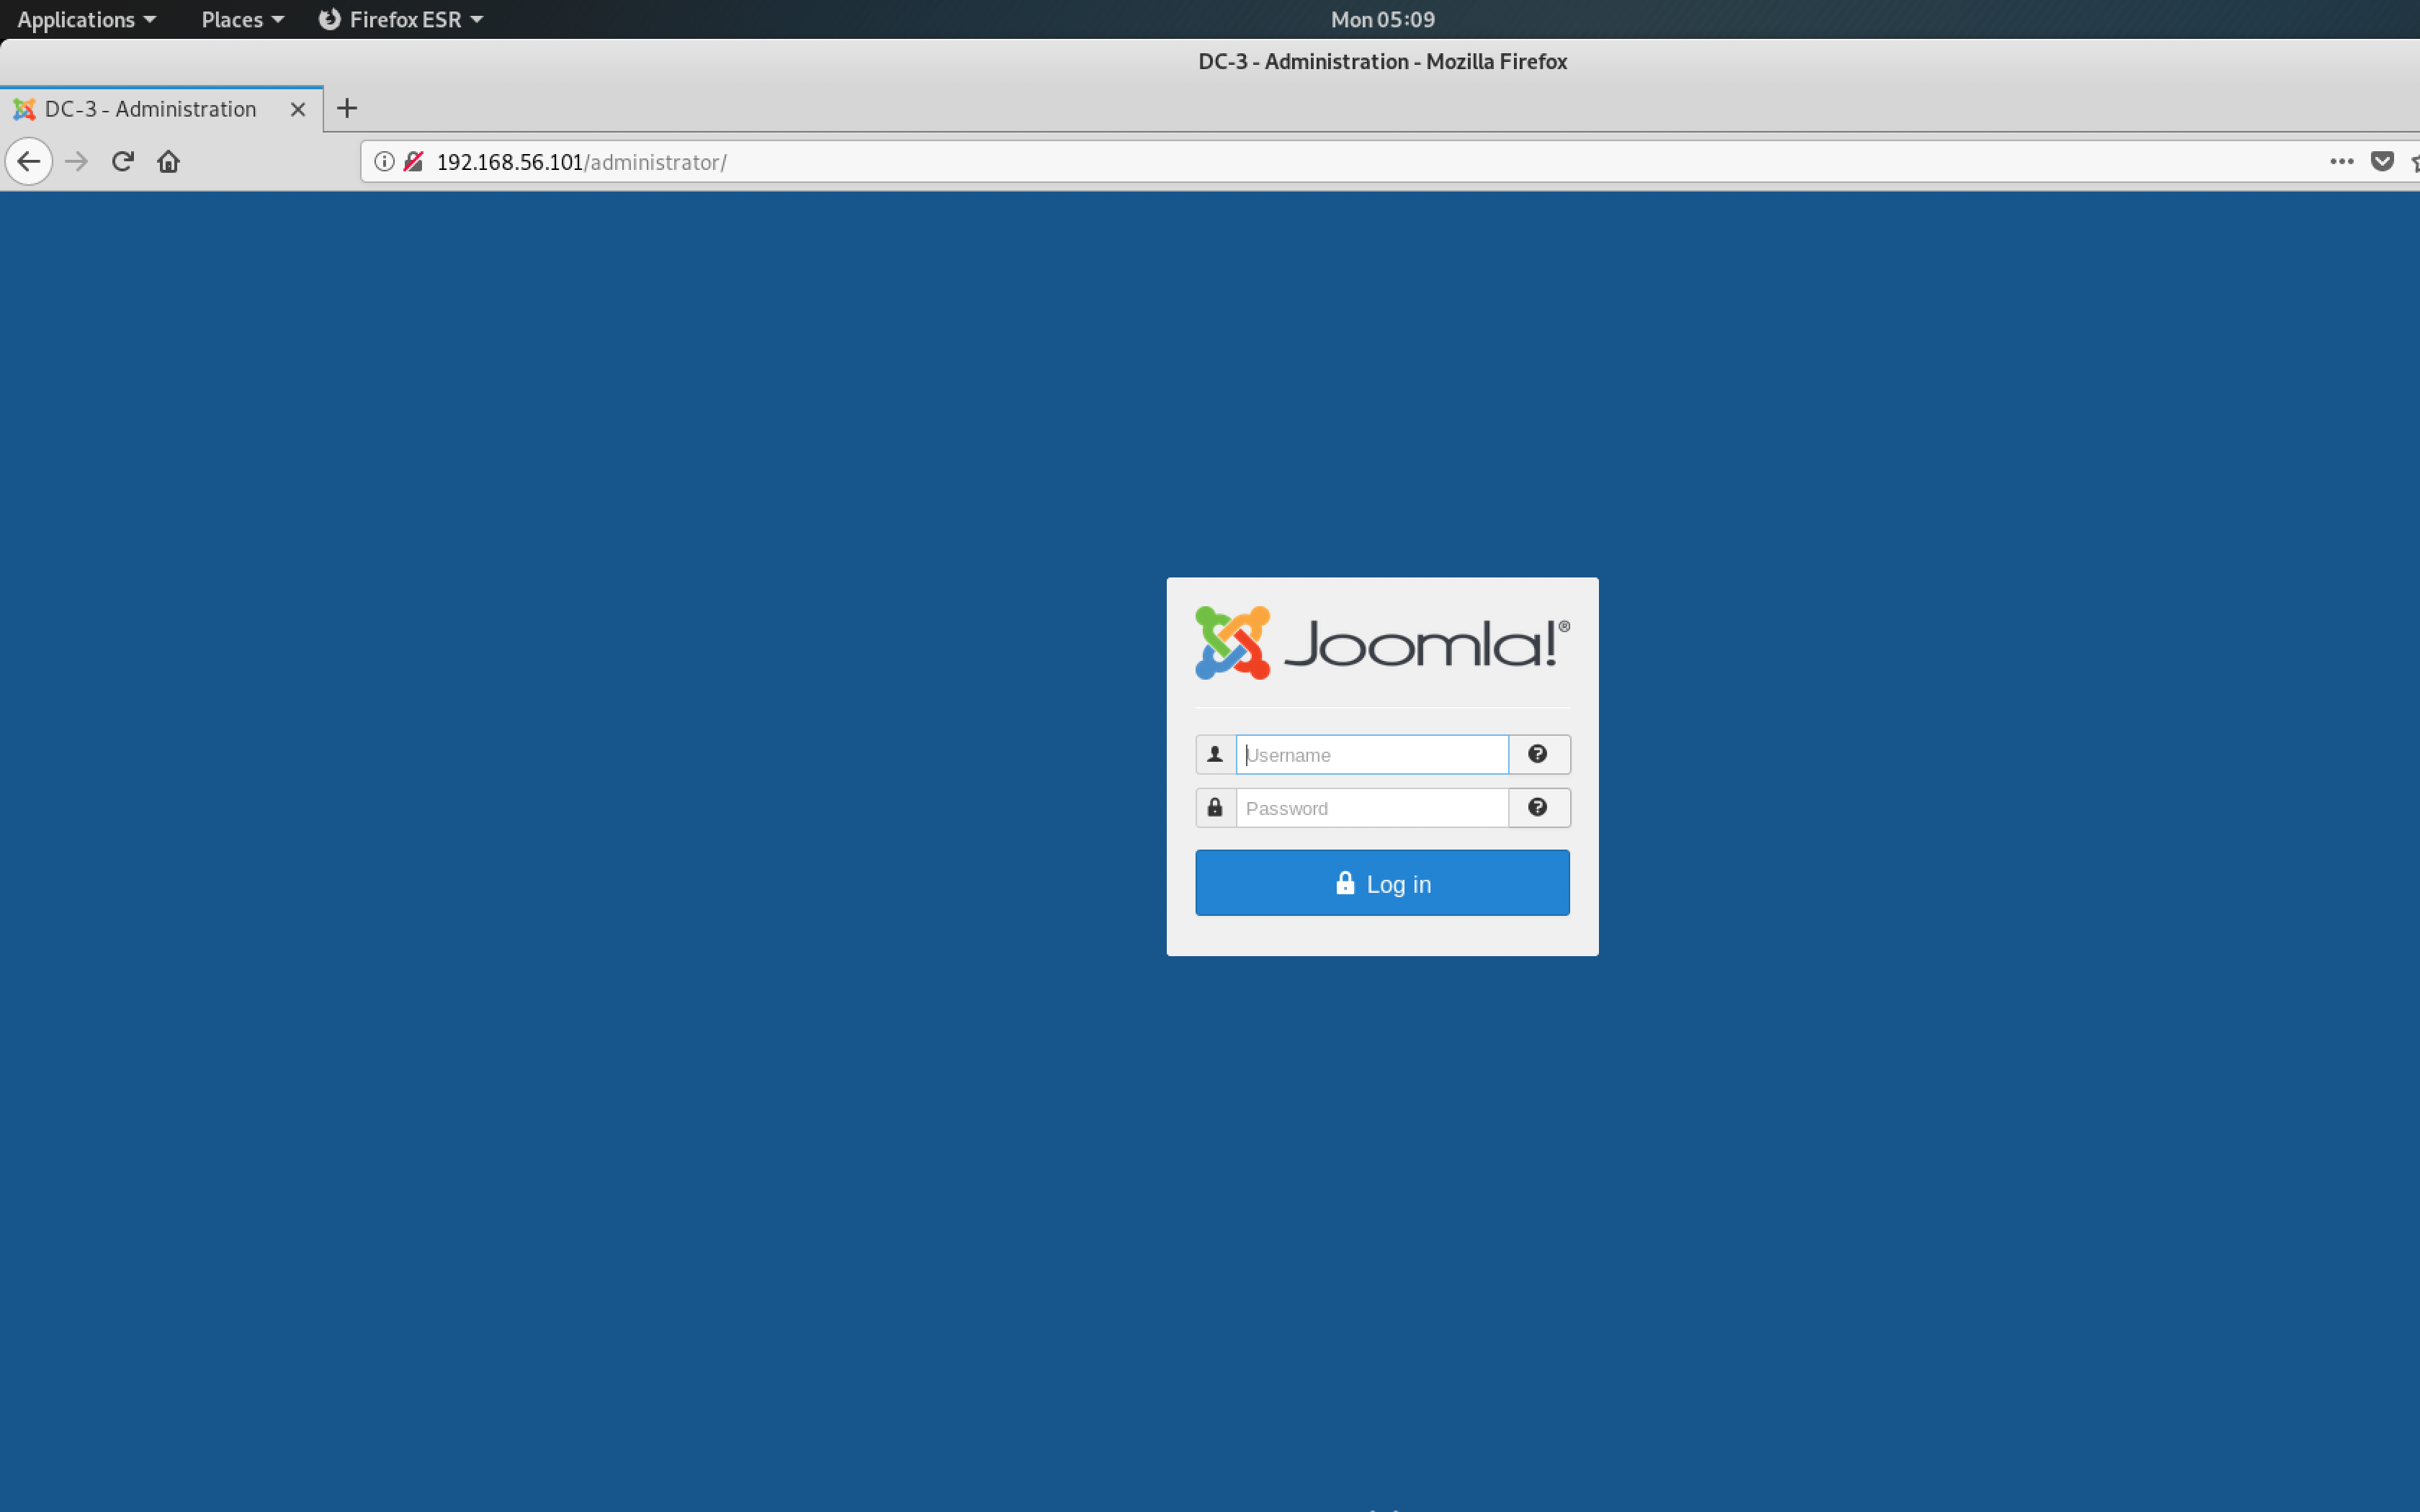 Applications Places Firefox ESR Mon 05:09
DC-3 - Administration - Mozilla Firefox
DC-3 - Administration
192.168.56.101/administrator/
Joomla!®
Username
Password
Log in